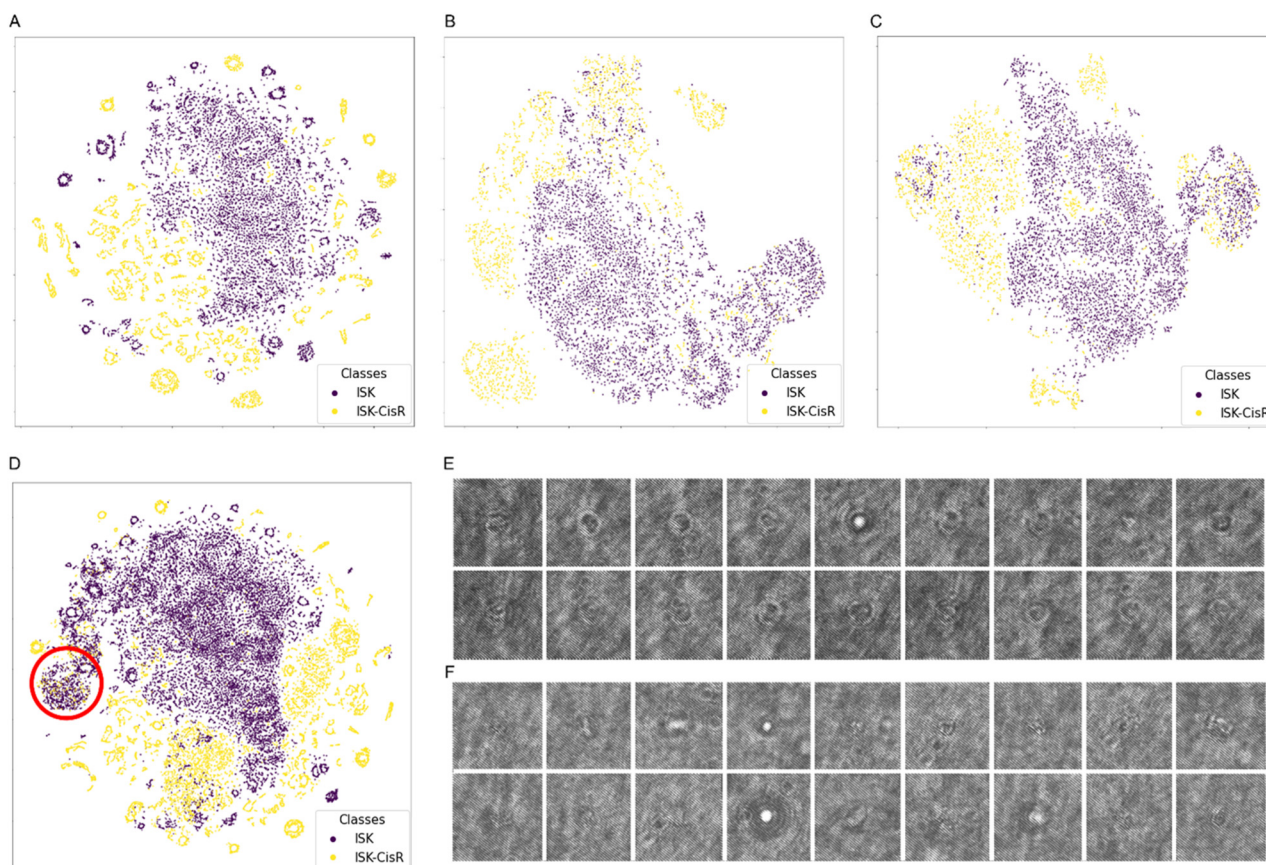 A
B
C
Classes
ISK
ISK-CisR
Classes
ISK
ISK-CisR
Classes
ISK
ISK-CisR
D
E
F
Classes
ISK
ISK-CisR